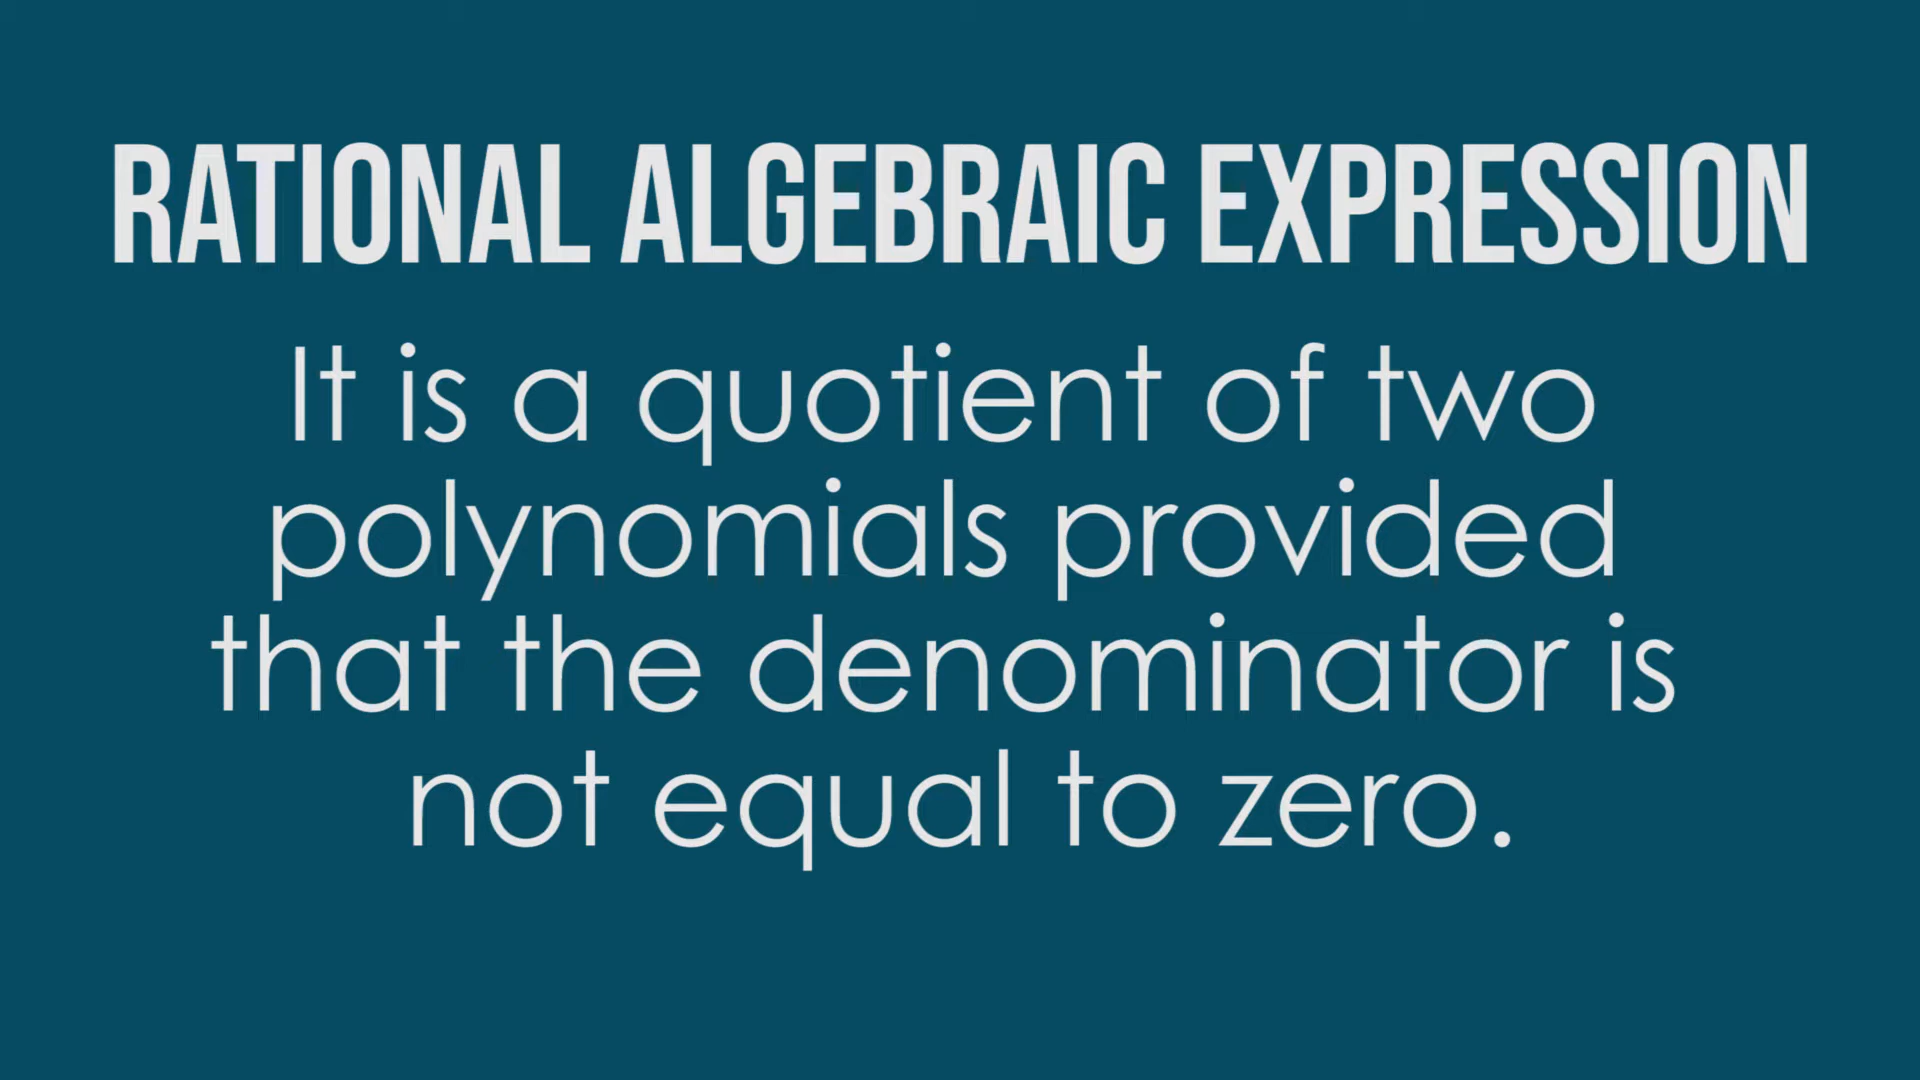 RATIONAL ALGEBRAIC EXPRESSION
It is a quotient of two
polynomials provided
that the denominator is
not equal to zero.